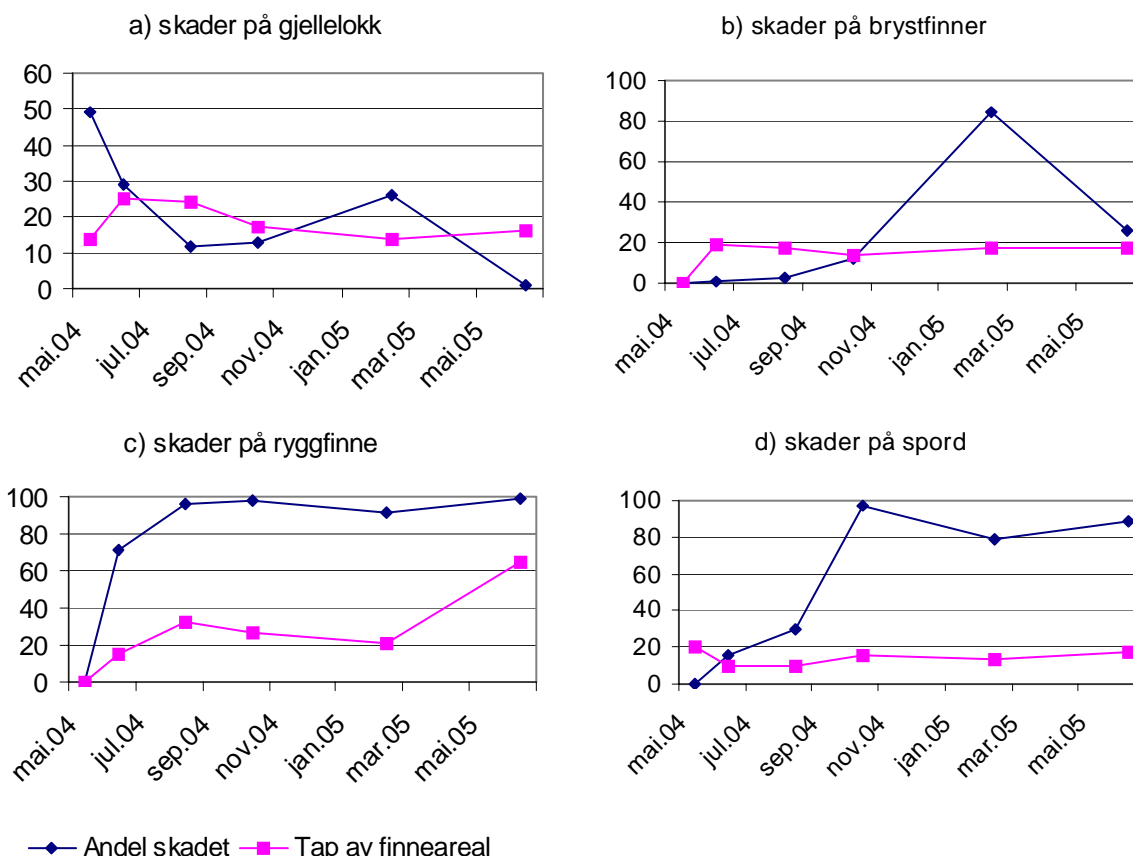 a) skader på gjellelokk
60
50
40
30
20
10
0
mai.04
jul.04
sep.04
nov.04
jan.05
mar.05
mai.05
b) skader på brystfinner
100
80
60
40
20
0
mai.04
jul.04
sep.04
nov.04
jan.05
mar.05
mai.05
c) skader på ryggfinne
100
80
60
40
20
0
mai.04
jul.04
sep.04
nov.04
jan.05
mar.05
mai.05
d) skader på spord
100
80
60
40
20
0
mai.04
jul.04
sep.04
nov.04
jan.05
mar.05
mai.05
Andel skadet Tap av finneareal